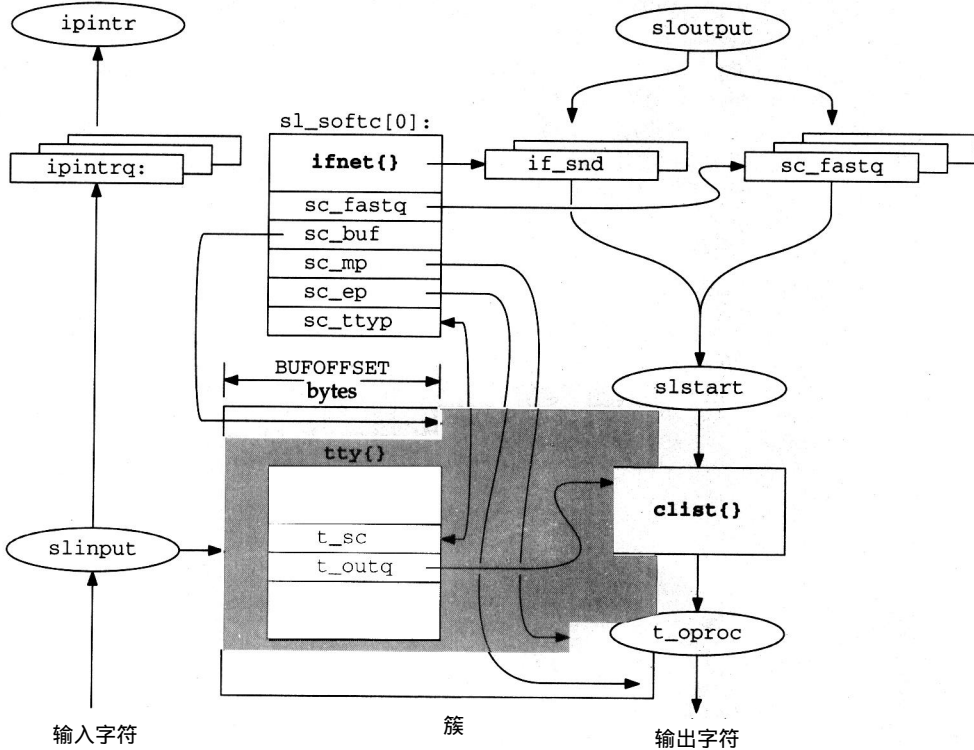 ipintr
sloutput
sl_softc[0]:
ipintrq:
ifnet{}
if_snd
sc_fastq
sc_fastq
sc_buf
sc_mp
sc_ep
sc_ttyp
BUFOFFSET
bytes
slstart
tty{}
clist{}
t_sc
slinput
t_outq
t_oproc
输入字符
簇
输出字符